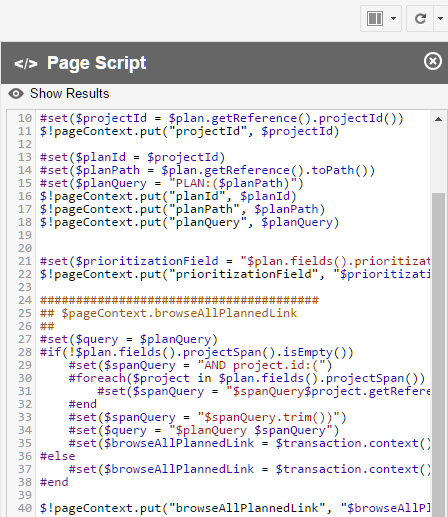 </> Page Script
Show Results
10 #set($projectId = $plan.getReference().projectId())
11 $!pageContext.put("projectId", $projectId)
12
13 #set($planId = $projectId)
14 #set($planPath = $plan.getReference().toPath())
15 #set($planQuery = "PLAN:($planPath)")
16 $!pageContext.put("planId", $planId)
17 $!pageContext.put("planPath", $planPath)
18 $!pageContext.put("planQuery", $planQuery)
19
20
21 #set($prioritizationField = "$plan.fields().prioritizat
22 $!pageContext.put("prioritizationField", "$prioritizati
23
24 #######################################
25 ## $pageContext.browseAllPlannedLink
26 ##
27 #set($query = $planQuery)
28 #if(!$plan.fields().projectSpan().isEmpty())
29 #set($spanQuery = "AND project.id:(")
30 #foreach($project in $plan.fields().projectSpan())
31 #set($spanQuery = "$spanQuery$project.getRefere
32 #end
33 #set($spanQuery = "$spanQuery.trim())")
34 #set($query = "$planQuery $spanQuery")
35 #set($browseAllPlannedLink = $transaction.context()
36 #else
37 #set($browseAllPlannedLink = $transaction.context()
38 #end
39
40 $!pageContext.put("browseAllPlannedLink", "$browseAllPl